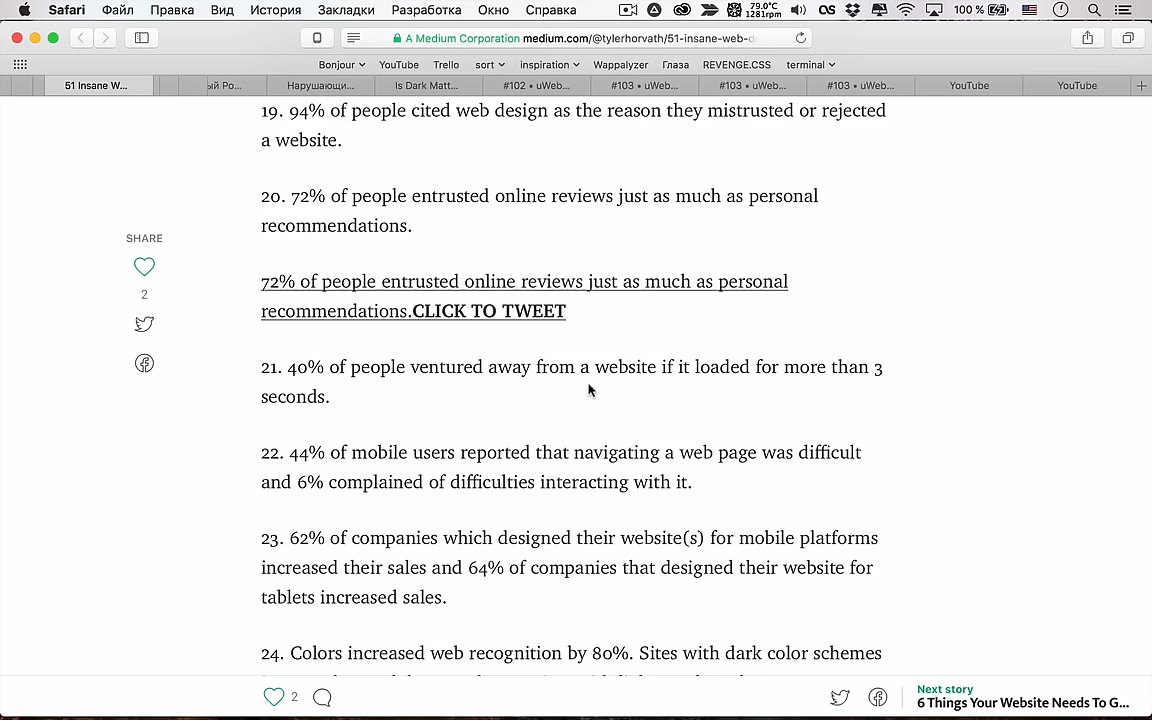 Safari Файл Правка Вид История Закладки Разработка Окно Справка 79.0°C 1281rpm 100 %
A Medium Corporation medium.com/@tylerhorvath/51-insane-web-d
Bonjour YouTube Trello sort inspiration Wappalyzer Глаза REVENGE.CSS terminal
51 Insane W... ый Ро... Нарушающи... Is Dark Matt... #102 • uWeb... #103 • uWeb... #103 • uWeb... #103 • uWeb... YouTube YouTube
19. 94% of people cited web design as the reason they mistrusted or rejected
a website.
20. 72% of people entrusted online reviews just as much as personal
recommendations.
SHARE
2
72% of people entrusted online reviews just as much as personal
recommendations.CLICK TO TWEET
21. 40% of people ventured away from a website if it loaded for more than 3
seconds.
22. 44% of mobile users reported that navigating a web page was difficult
and 6% complained of difficulties interacting with it.
23. 62% of companies which designed their website(s) for mobile platforms
increased their sales and 64% of companies that designed their website for
tablets increased sales.
24. Colors increased web recognition by 80%. Sites with dark color schemes
2
Next story
6 Things Your Website Needs To G...